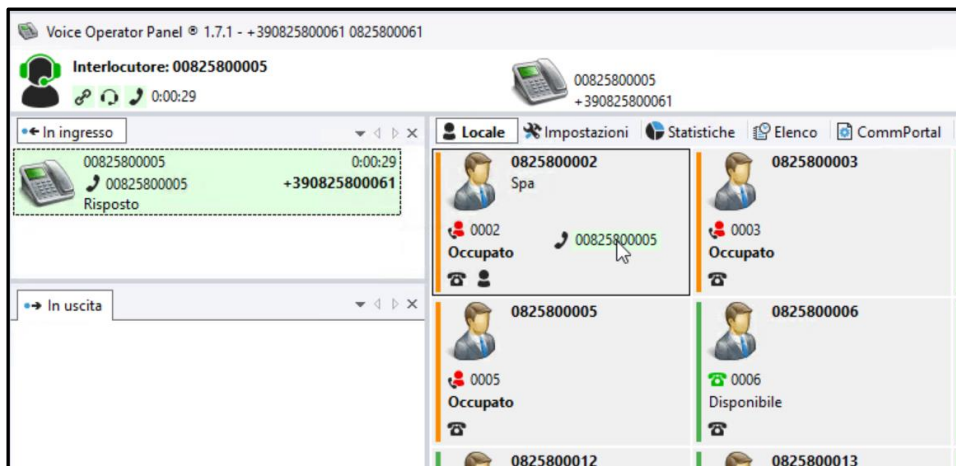 Voice Operator Panel ® 1.7.1 - +390825800061 0825800061
Interlocutore: 00825800005
0:00:29
00825800005
+390825800061
In ingresso
00825800005 0:00:29
00825800005 +390825800061
Risposto
In uscita
Locale Impostazioni Statistiche Elenco CommPortal
0825800002
Spa
0002
00825800005
Occupato
0825800003
0003
Occupato
0825800005
0005
Occupato
0825800006
0006
Disponibile
0825800012
0825800013